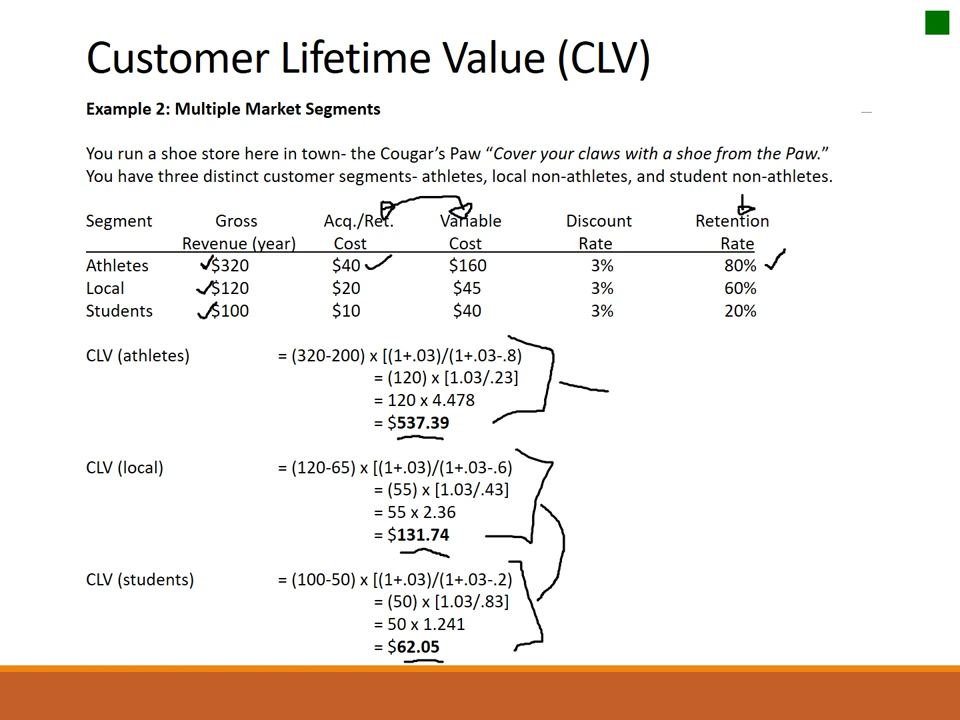 Customer Lifetime Value (CLV)
Example 2: Multiple Market Segments
You run a shoe store here in town- the Cougar's Paw “Cover your claws with a shoe from the Paw.”
You have three distinct customer segments- athletes, local non-athletes, and student non-athletes.
Segment Gross Acq./Ret. Variable Discount Retention
Revenue (year) Cost Cost Rate Rate
Athletes $320 $40 $160 3% 80%
Local $120 $20 $45 3% 60%
Students $100 $10 $40 3% 20%
CLV (athletes) = (320-200) x [(1+.03)/(1+.03-.8)
= (120) x [1.03/.23]
= 120 x 4.478
= $537.39
CLV (local) = (120-65) x [(1+.03)/(1+.03-.6)
= (55) x [1.03/.43]
= 55 x 2.36
= $131.74
CLV (students) = (100-50) x [(1+.03)/(1+.03-.2)
= (50) x [1.03/.83]
= 50 x 1.241
= $62.05